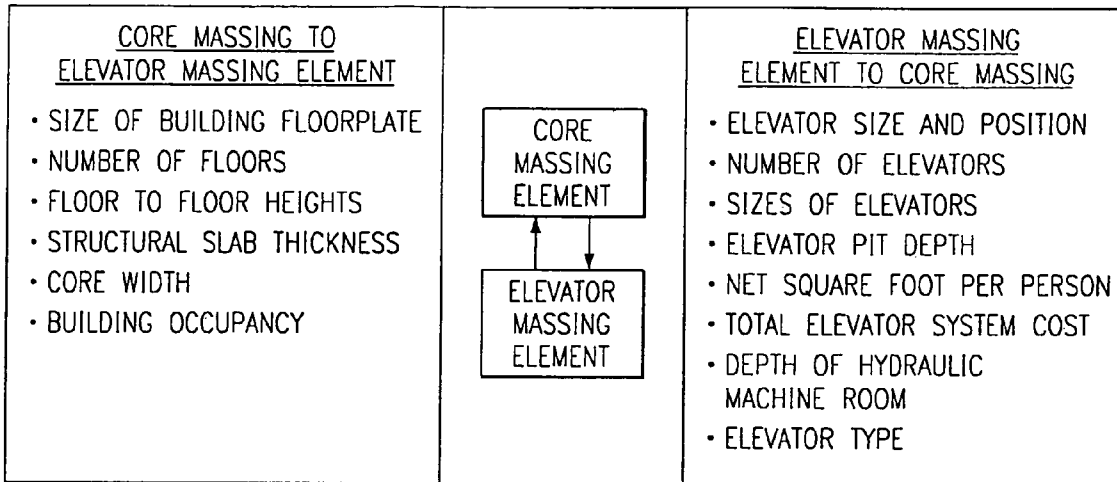 CORE MASSING TO
ELEVATOR MASSING ELEMENT
· SIZE OF BUILDING FLOORPLATE
· NUMBER OF FLOORS
· FLOOR TO FLOOR HEIGHTS
· STRUCTURAL SLAB THICKNESS
· CORE WIDTH
· BUILDING OCCUPANCY
CORE
MASSING
ELEMENT
ELEVATOR
MASSING
ELEMENT
ELEVATOR MASSING
ELEMENT TO CORE MASSING
· ELEVATOR SIZE AND POSITION
· NUMBER OF ELEVATORS
· SIZES OF ELEVATORS
· ELEVATOR PIT DEPTH
· NET SQUARE FOOT PER PERSON
· TOTAL ELEVATOR SYSTEM COST
· DEPTH OF HYDRAULIC
MACHINE ROOM
· ELEVATOR TYPE